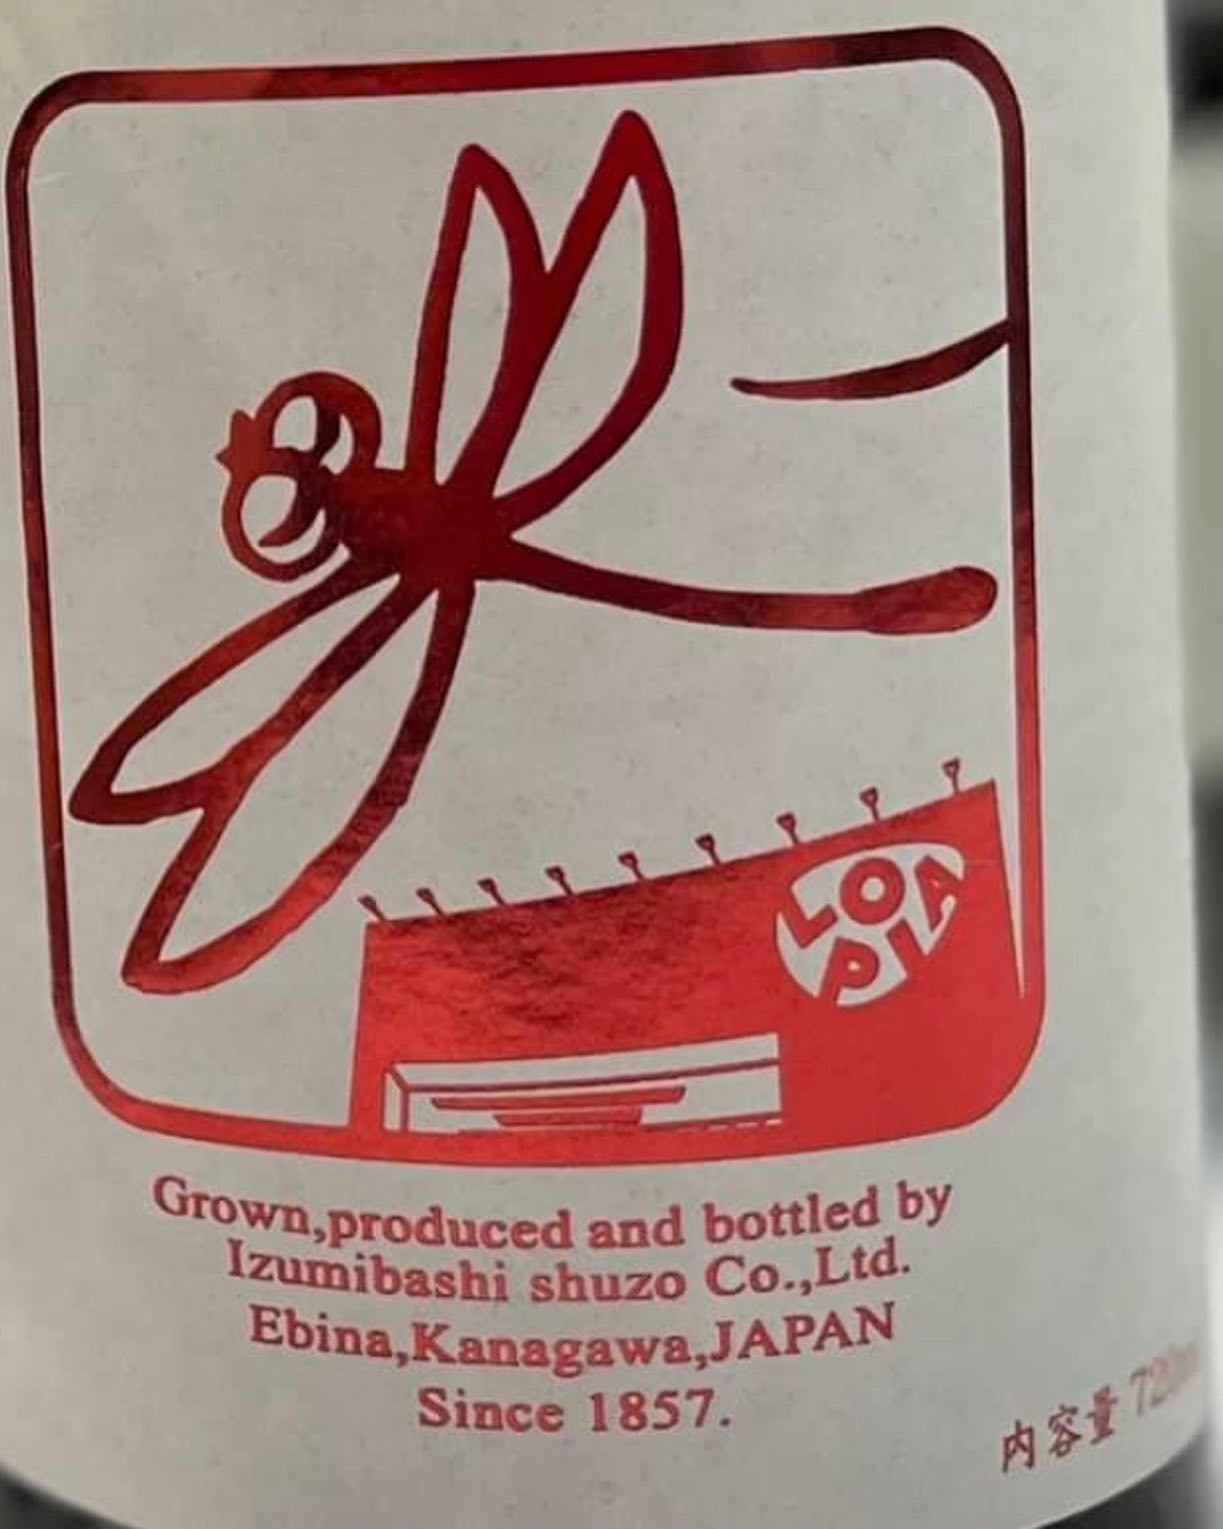 LOPIA
Grown,produced and bottled by
Izumibashi shuzo Co.,Ltd.
Ebina,Kanagawa,JAPAN
Since 1857.
内容量